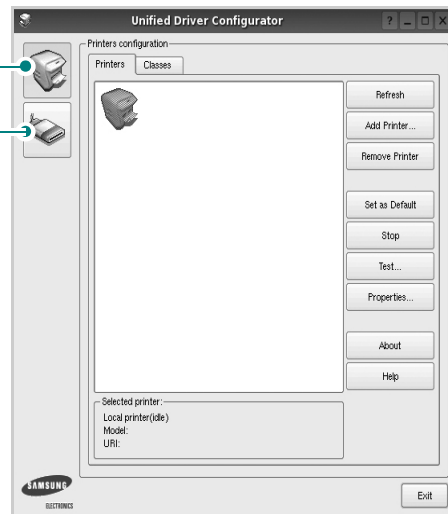 Unified Driver Configurator
Printers configuration
Printers
Classes
Refresh
Add Printer...
Remove Printer
Set as Default
Stop
Test...
Properties...
About
Help
Selected printer:
Local printer(idle)
Model:
URI:
SAMSUNG
ELECTRONICS
Exit